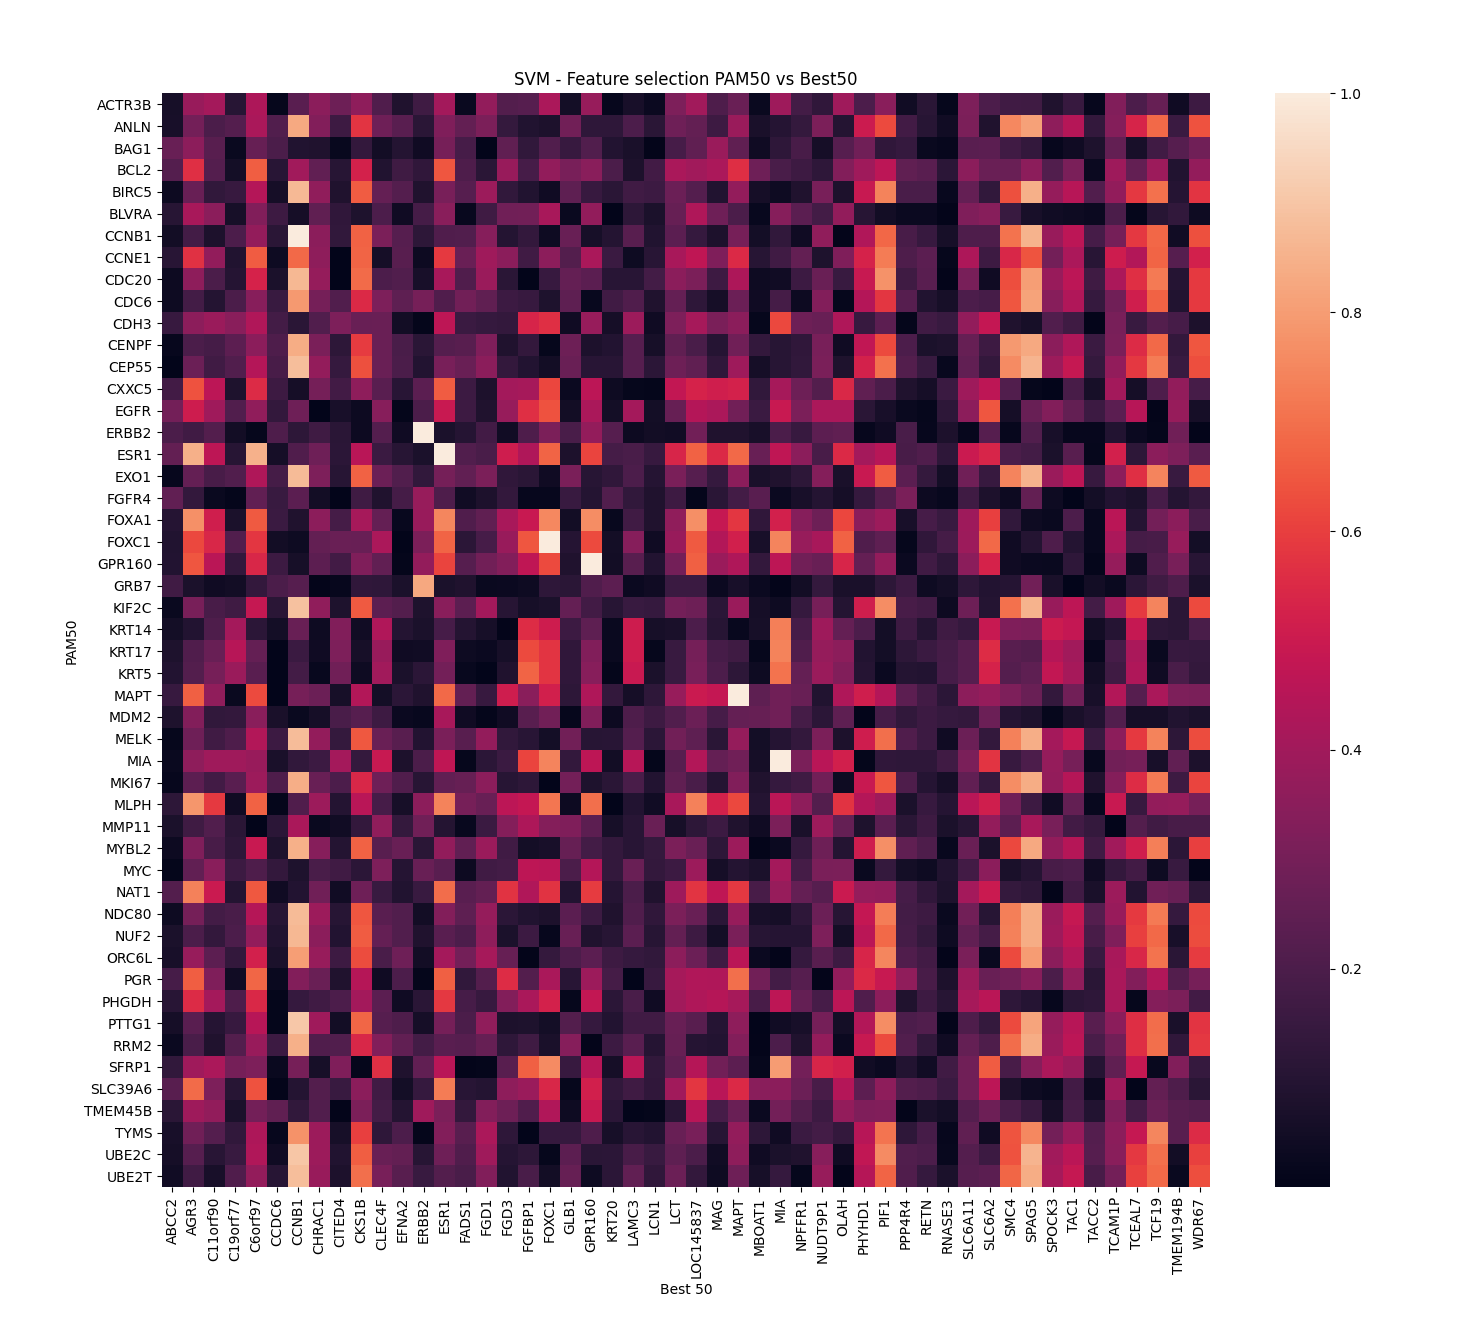 SVM - Feature selection PAM50 vs Best50
ACTR3B
ANLN
BAG1
BCL2
BIRC5
BLVRA
CCNB1
CCNE1
CDC20
CDC6
CDH3
CENPF
CEP55
CXXC5
EGFR
ERBB2
ESR1
EXO1
FGFR4
FOXA1
FOXC1
GPR160
GRB7
KIF2C
KRT14
KRT17
KRT5
MAPT
MDM2
MELK
MIA
MKI67
MLPH
MMP11
MYBL2
MYC
NAT1
NDC80
NUF2
ORC6L
PGR
PHGDH
PTTG1
RRM2
SFRP1
SLC39A6
TMEM45B
TYMS
UBE2C
UBE2T
PAM50
ABCC2
AGR3
C11orf90
C19orf77
C6orf97
CCDC6
CCNB1
CHRAC1
CITED4
CKS1B
CLEC4F
EFNA2
ERBB2
ESR1
FADS1
FGD1
FGD3
FGFBP1
FOXC1
GLB1
GPR160
KRT20
LAMC3
LCN1
LCT
LOC145837
MAG
MAPT
MBOAT1
MIA
NPFFR1
NUDT9P1
OLAH
PHYHD1
PIF1
PPP4R4
RETN
RNASE3
SLC6A11
SLC6A2
SMC4
SPAG5
SPOCK3
TAC1
TACC2
TCAM1P
TCEAL7
TCF19
TMEM194B
WDR67
Best 50
1.0
0.8
0.6
0.4
0.2